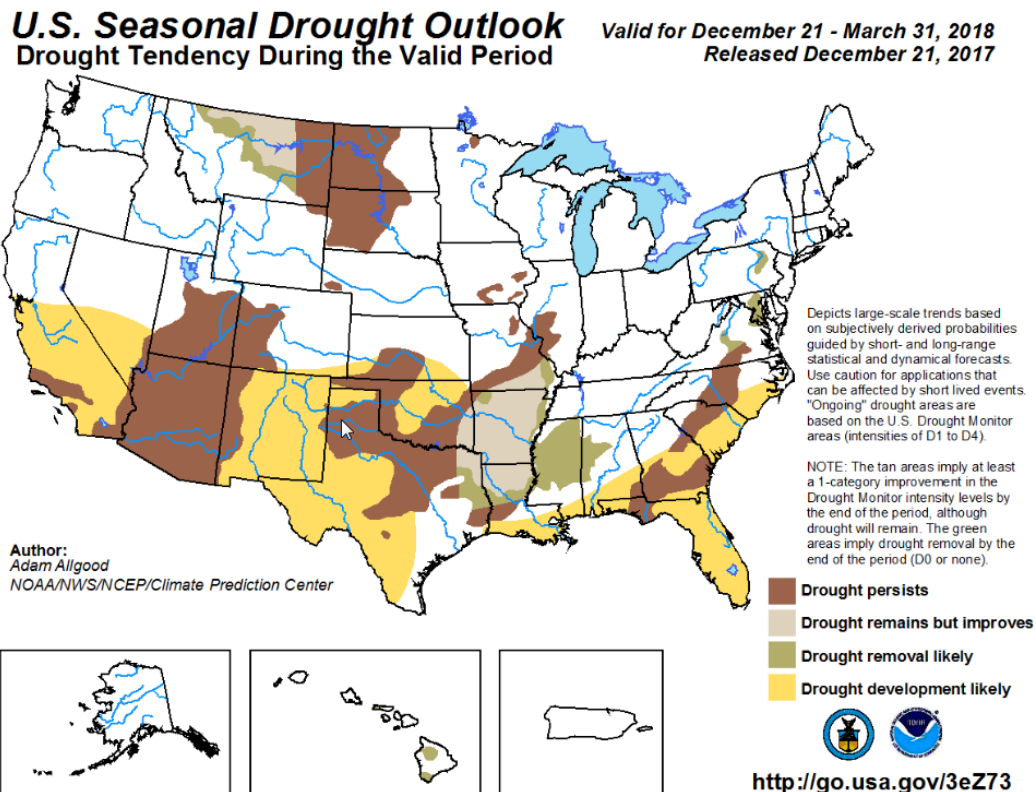 U.S. Seasonal Drought Outlook
Drought Tendency During the Valid Period
Valid for December 21 - March 31, 2018
Released December 21, 2017
Depicts large-scale trends based
on subjectively derived probabilities
guided by short- and long-range
statistical and dynamical forecasts.
Use caution for applications that
can be affected by short lived events.
"Ongoing" drought areas are
based on the U.S. Drought Monitor
areas (intensities of D1 to D4).
NOTE: The tan areas imply at least
a 1-category improvement in the
Drought Monitor intensity levels by
the end of the period, although
drought will remain. The green
areas imply drought removal by the
end of the period (D0 or none).
Author:
Adam Allgood
NOAA/NWS/NCEP/Climate Prediction Center
Drought persists
Drought remains but improves
Drought removal likely
Drought development likely
http://go.usa.gov/3eZ73